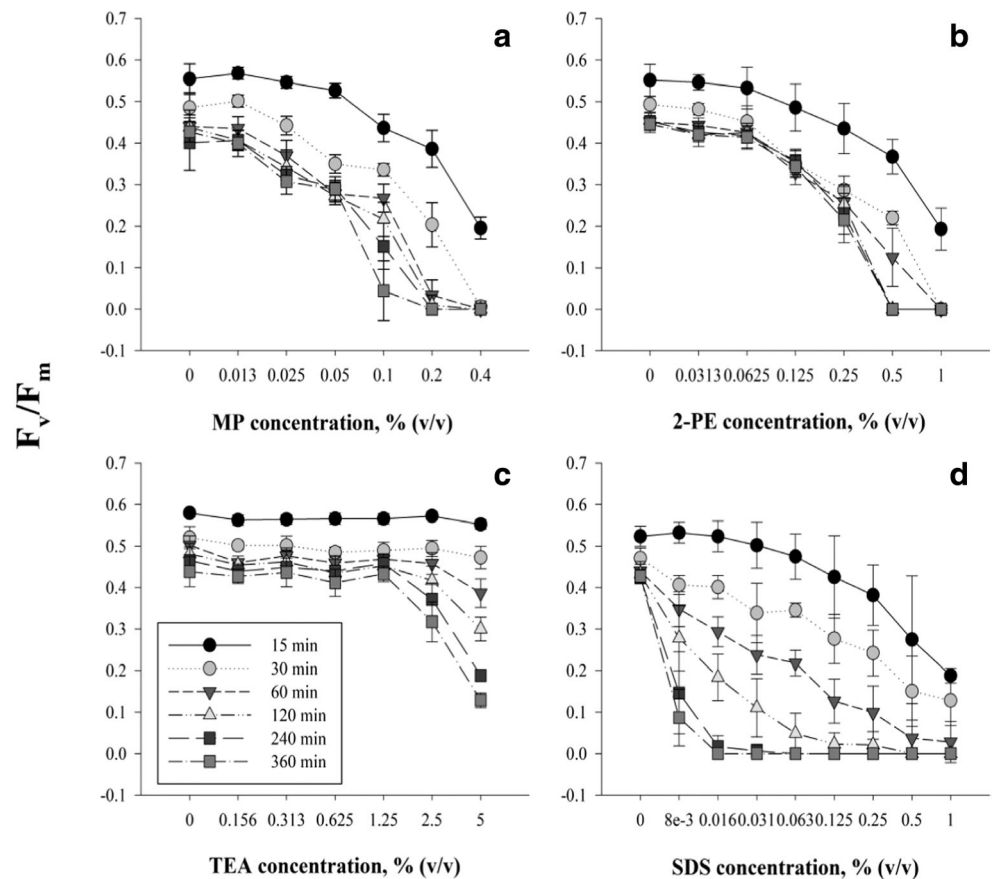 a
0.7
0.6
0.5
0.4
0.3
0.2
0.1
0.0
-0.1
0 0.013 0.025 0.05 0.1 0.2 0.4
MP concentration, % (v/v)
b
0.7
0.6
0.5
0.4
0.3
0.2
0.1
0.0
-0.1
0 0.0313 0.0625 0.125 0.25 0.5 1
2-PE concentration, % (v/v)
Fv/Fm
c
0.7
0.6
0.5
0.4
0.3
0.2
0.1
0.0
-0.1
15 min
30 min
60 min
120 min
240 min
360 min
0 0.156 0.313 0.625 1.25 2.5 5
TEA concentration, % (v/v)
d
0.7
0.6
0.5
0.4
0.3
0.2
0.1
0.0
-0.1
0 8e-3 0.016 0.031 0.063 0.125 0.25 0.5 1
SDS concentration, % (v/v)